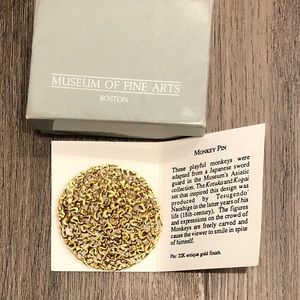 MUSEUM OF FINE ARTS
BOSTON
MONKEY PIN
These playful monkeys were
adapted from a Japanese sword
guard in the Museum's Asiatic
collection. The Kozuka and Kogai
set that inspired this design was
produced by Tesugendo
Naoshige in the latter years of his
life (18th-century). The figures
and expressions on the crowd of
Monkeys are freely carved and
cause the viewer to smile in spite
of himself.
Pin: 22K antique gold finish.